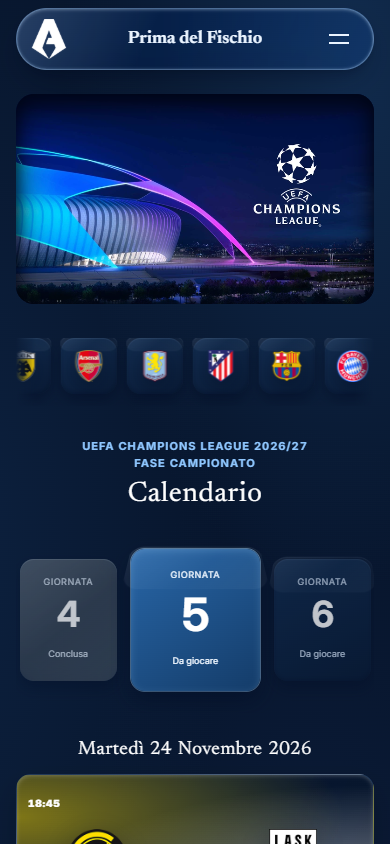 Prima del Fischio
UEFA
CHAMPIONS
LEAGUE
Arsenal
UEFA CHAMPIONS LEAGUE 2026/27
FASE CAMPIONATO
Calendario
GIORNATA
4
Conclusa
GIORNATA
5
Da giocare
GIORNATA
6
Da giocare
Martedì 24 Novembre 2026
18:45
LASK